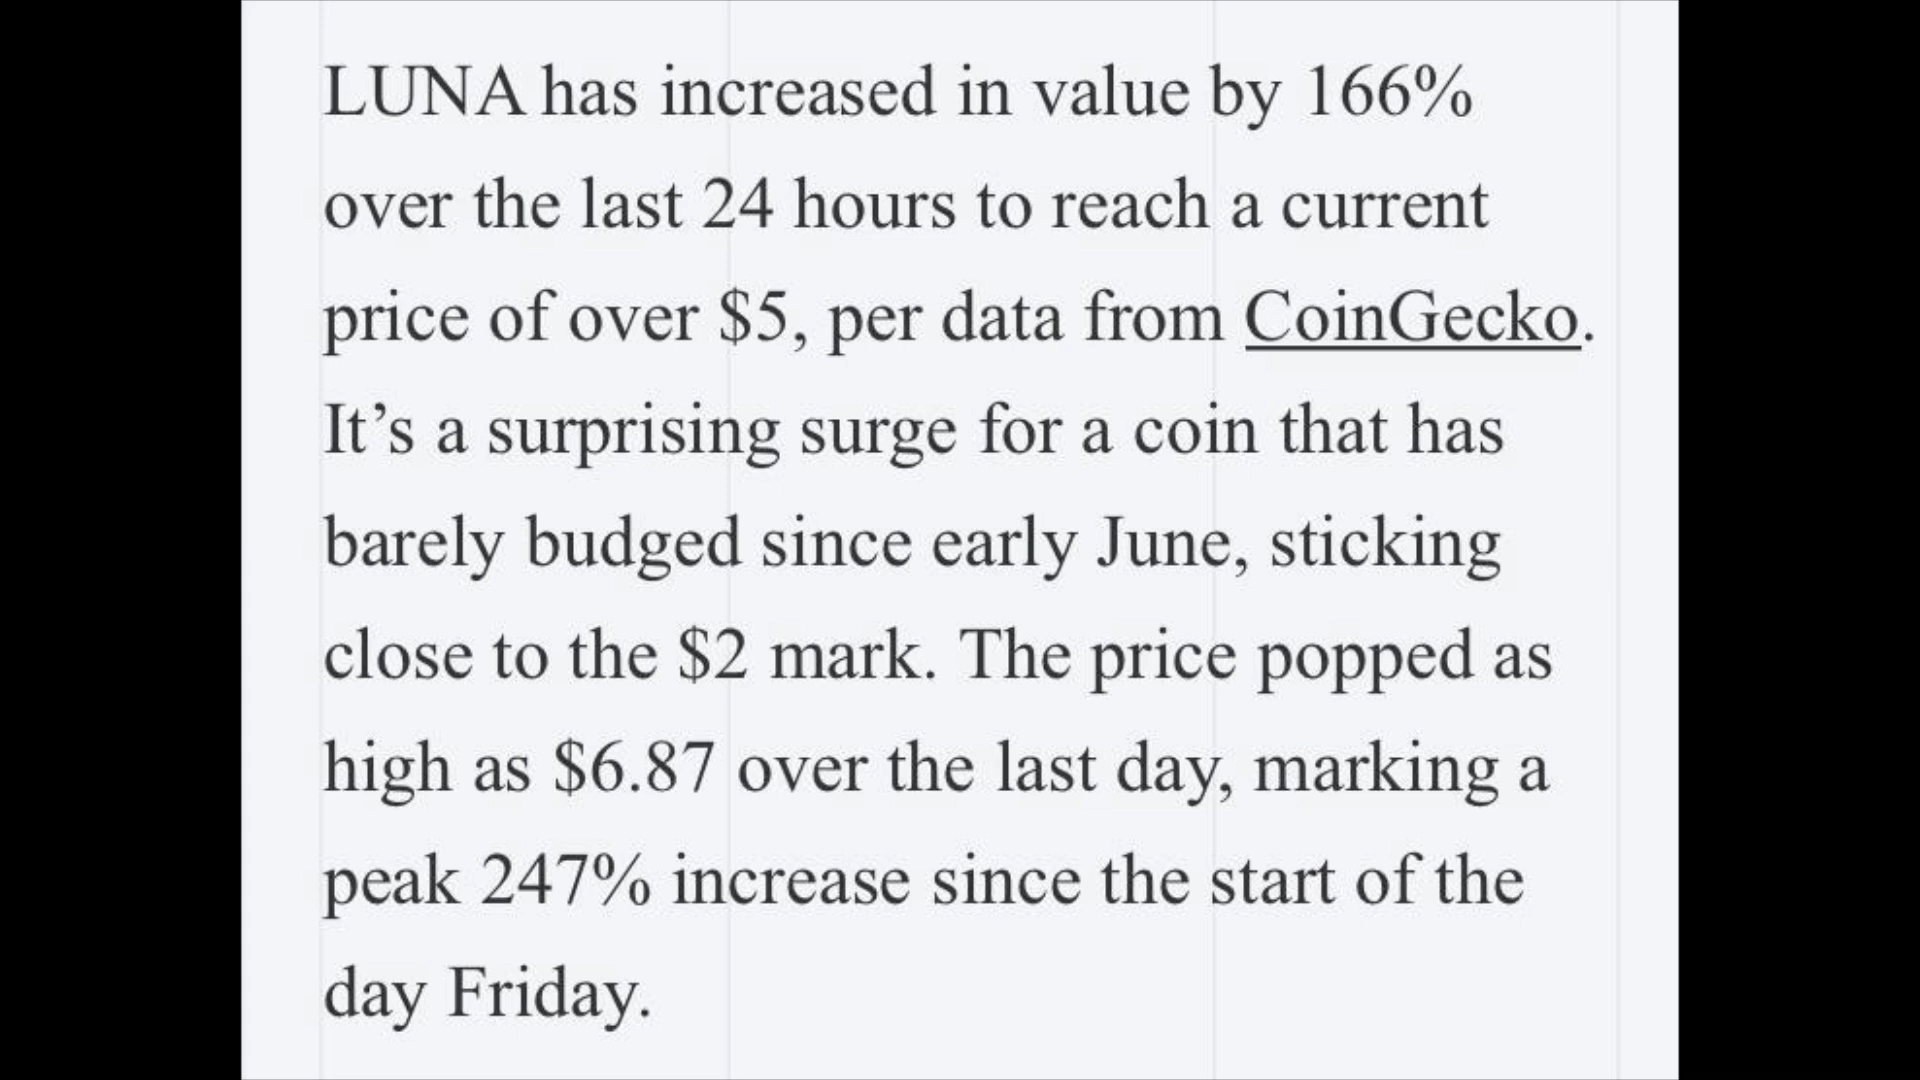 LUNA has increased in value by 166%
over the last 24 hours to reach a current
price of over $5, per data from CoinGecko.
It’s a surprising surge for a coin that has
barely budged since early June, sticking
close to the $2 mark. The price popped as
high as $6.87 over the last day, marking a
peak 247% increase since the start of the
day Friday.